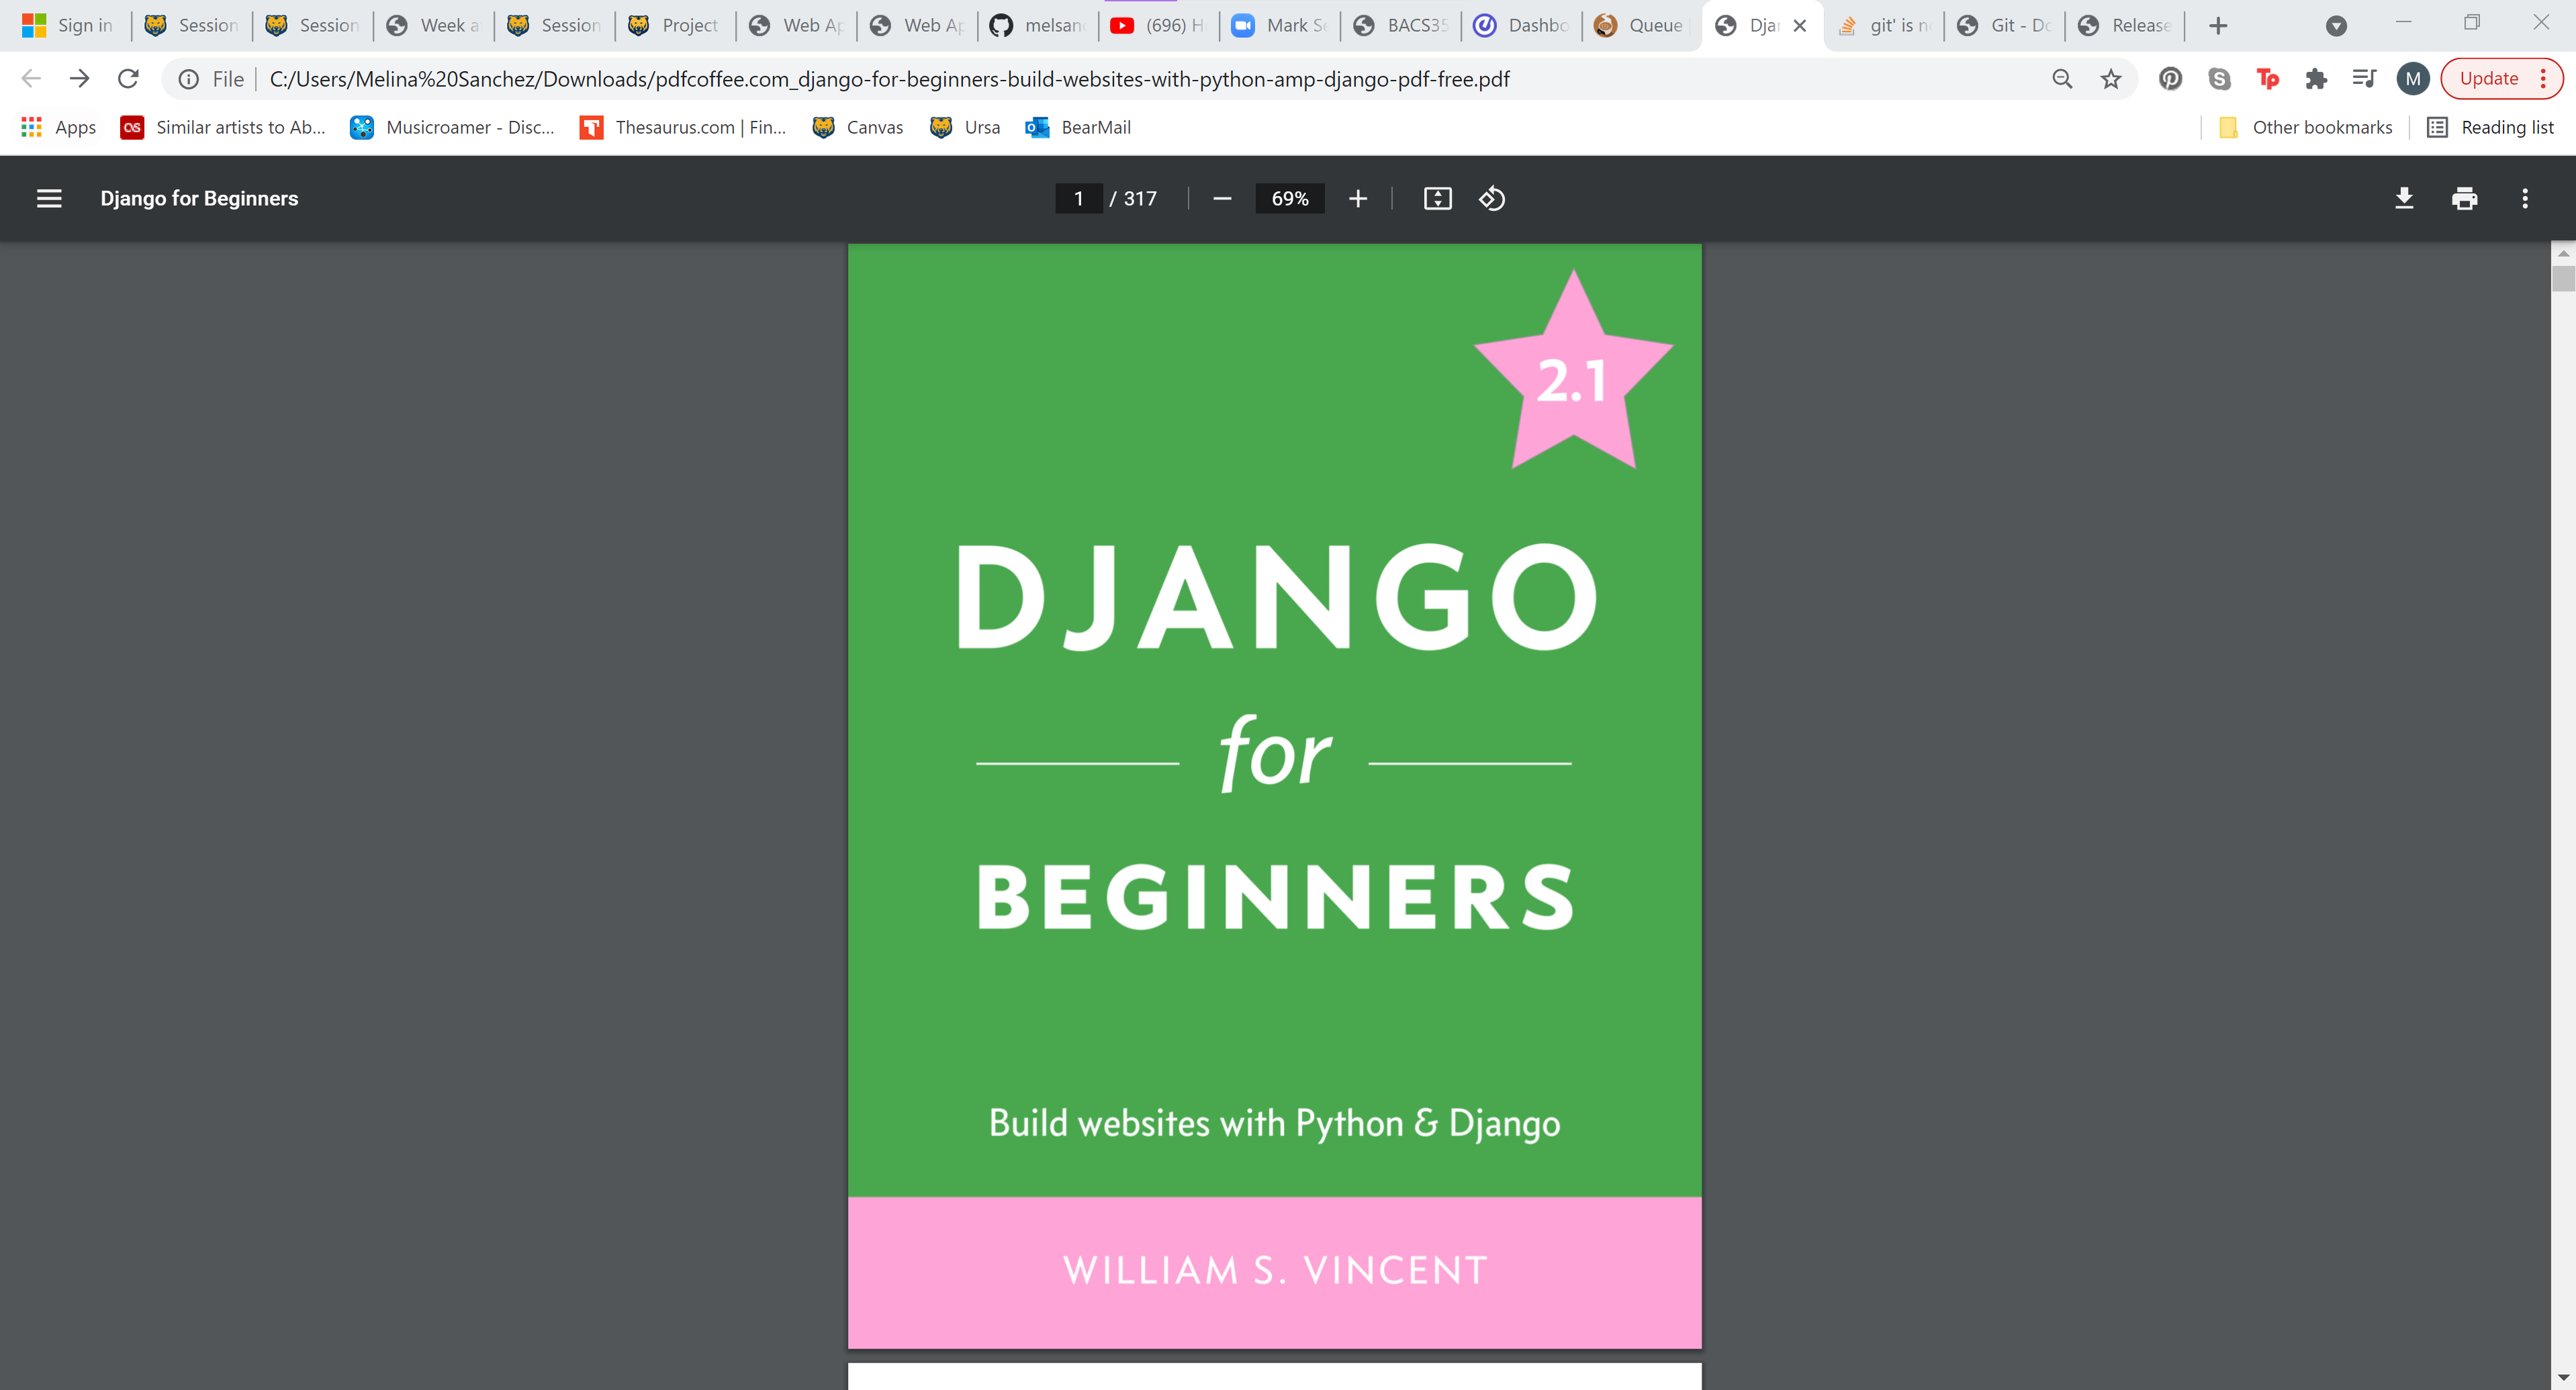 Sign in Session Session Week a Session Project Web Ap Web Ap melsan (696) H Mark Se BACS35 Dashbo Queue Djan git' is n Git - Do Release
File C:/Users/Melina%20Sanchez/Downloads/pdfcoffee.com_django-for-beginners-build-websites-with-python-amp-django-pdf-free.pdf M Update
Apps Similar artists to Ab... Musicroamer - Disc... Thesaurus.com | Fin... Canvas Ursa BearMail Other bookmarks Reading list
Django for Beginners 1 / 317 69%
2.1
DJANGO
for
BEGINNERS
Build websites with Python & Django
WILLIAM S. VINCENT